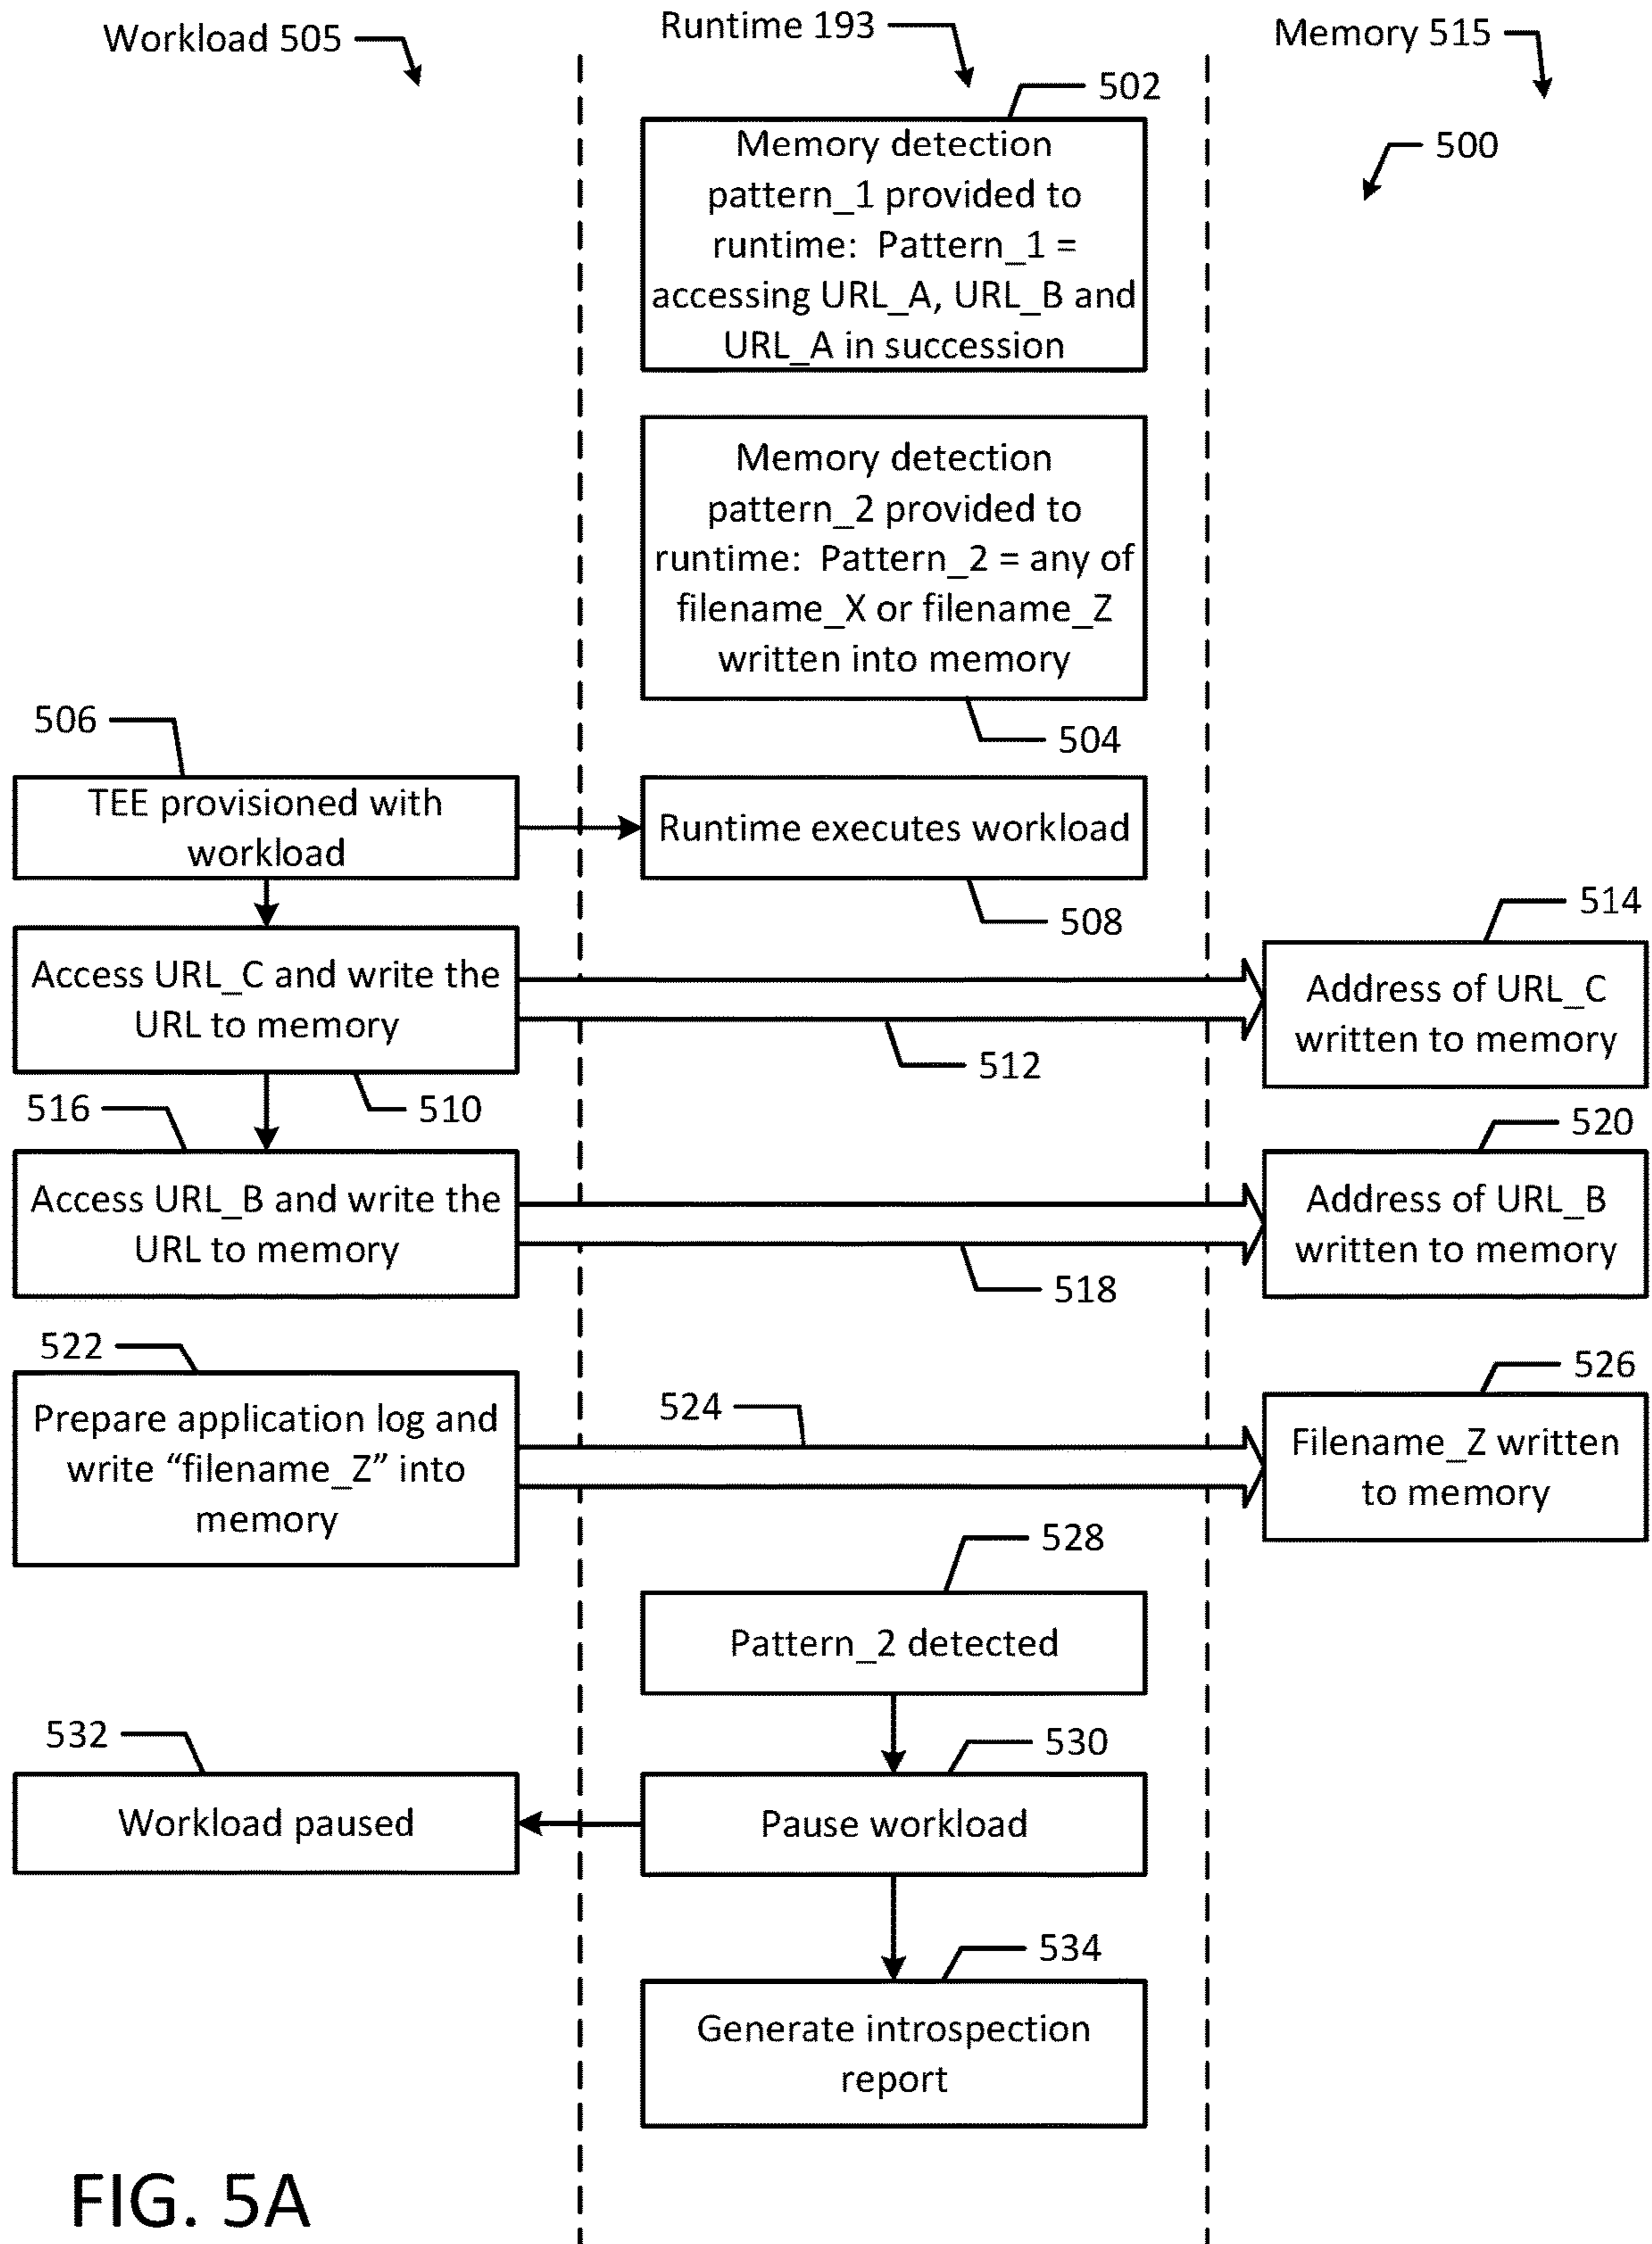 Workload 505
Runtime 193
Memory 515
502
500
Memory detection
pattern_1 provided to
runtime:  Pattern_1 =
accessing URL_A, URL_B and
URL_A in succession
Memory detection
pattern_2 provided to
runtime:  Pattern_2 = any of
filename_X or filename_Z
written into memory
504
506
TEE provisioned with
workload
Runtime executes workload
508
514
Access URL_C and write the
URL to memory
510
512
Address of URL_C
written to memory
516
520
Access URL_B and write the
URL to memory
518
Address of URL_B
written to memory
522
524
526
Prepare application log and
write “filename_Z” into
memory
Filename_Z written
to memory
528
Pattern_2 detected
532
530
Workload paused
Pause workload
534
Generate introspection
report
FIG. 5A